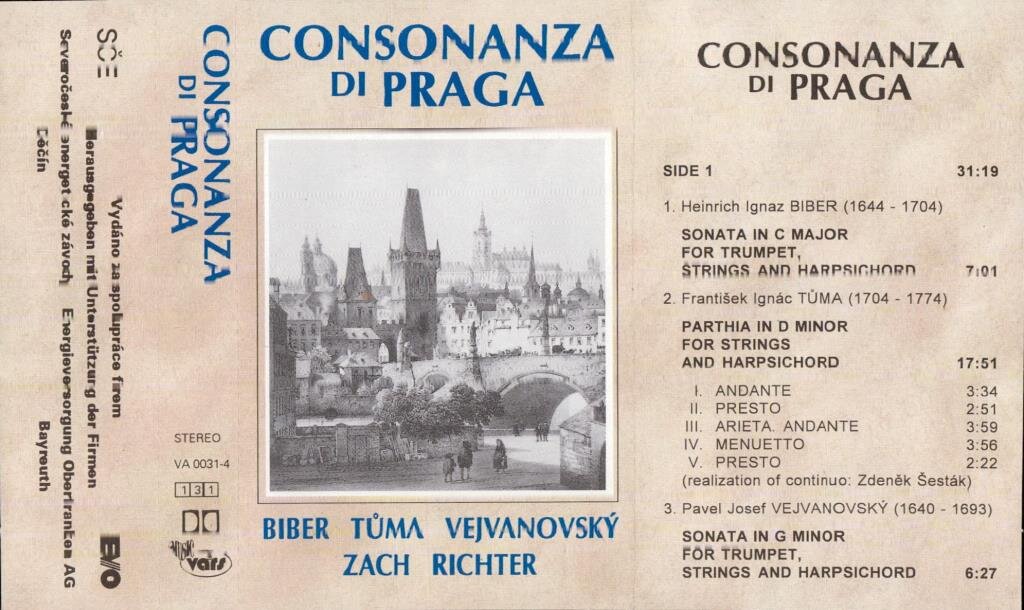 SČE
Vydáno za spolupráce firem
Herausgegeben mit Unterstützung der Firmen
Severočeské energetické závody Energieversorgung Oberfranken AG
Děčín Bayreuth
CONSONANZA
DI PRAGA
STEREO
VA 0031-4
131
MUSIC
vars
CONSONANZA
DI PRAGA
BIBER TŮMA VEJVANOVSKÝ
ZACH RICHTER
CONSONANZA
DI PRAGA
SIDE 1 31:19
1. Heinrich Ignaz BIBER (1644 - 1704)
SONATA IN C MAJOR
FOR TRUMPET,
STRINGS AND HARPSICHORD 7:01
2. František Ignác TŮMA (1704 - 1774)
PARTHIA IN D MINOR
FOR STRINGS
AND HARPSICHORD 17:51
I. ANDANTE 3:34
II. PRESTO 2:51
III. ARIETA. ANDANTE 3:59
IV. MENUETTO 3:56
V. PRESTO 2:22
(realization of continuo: Zdeněk Šesták)
3. Pavel Josef VEJVANOVSKÝ (1640 - 1693)
SONATA IN G MINOR
FOR TRUMPET,
STRINGS AND HARPSICHORD 6:27